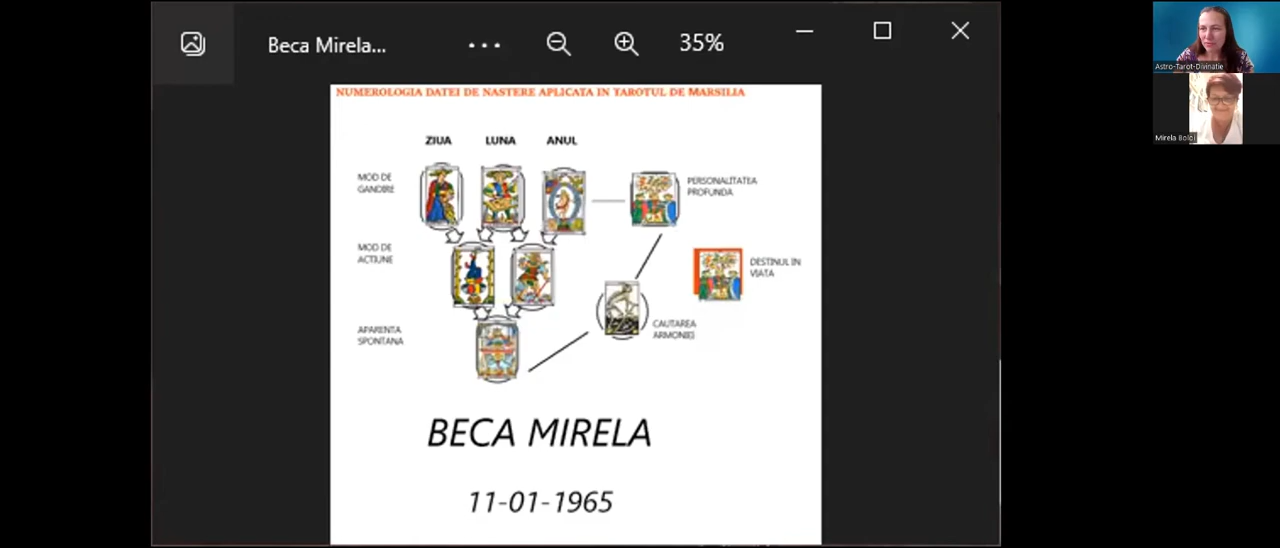 Beca Mirela...
35%
Astro-Tarot-Divinatie
Mirela Bolci
NUMEROLOGIA DATEI DE NASTERE APLICATA IN TAROTUL DE MARSILIA
ZIUA LUNA ANUL
MOD DE
GANDIRE
PERSONALITATEA
PROFUNDA
MOD DE
ACTIUNE
DESTINUL IN
VIATA
APARENTA
SPONTANA
CAUTAREA
ARMONIEI
BECA MIRELA
11-01-1965